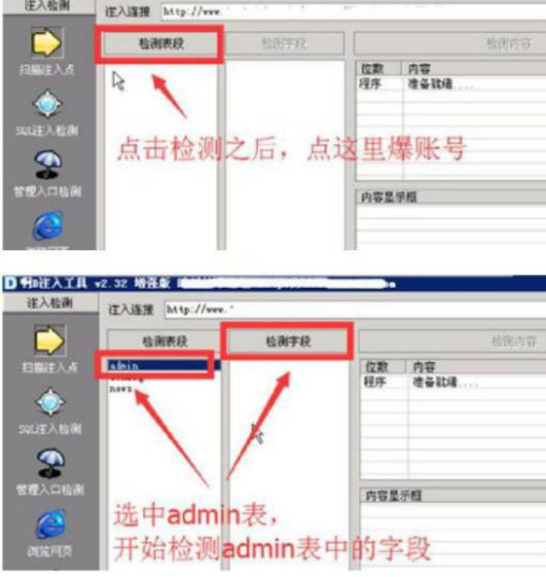 注入检测
注入连接 http://www.
检测表段 检测字段 检测内容
扫描注入点
位数 内容
程序 准备就绪....
SQL注入检测
点击检测之后，点这里爆账号
管理入口检测
内容显示框
D 明D注入工具 v2.32 增强版
注入检测
注入连接 http://www.
检测表段 检测字段 检测内容
扫描注入点
admin
位数 内容
程序 准备就绪....
news
SQL注入检测
管理入口检测
内容显示框
选中admin表，
开始检测admin表中的字段
浏览网页